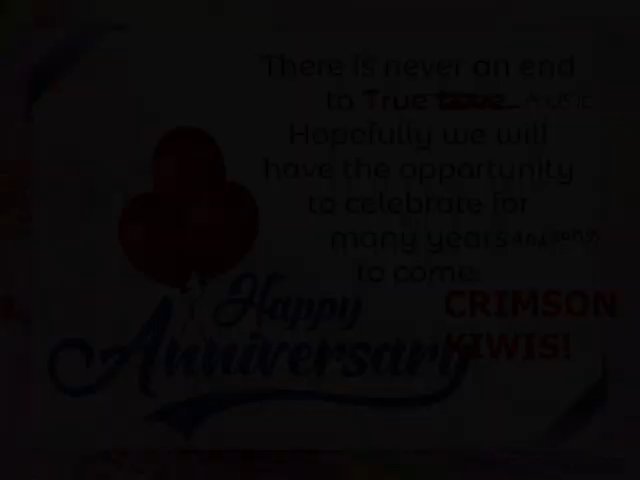 There is never an end
to True Love
Hopefully we will
have the opportunity
to celebrate for
many years
to come.
Happy
Anniversary
CRIMSON
KIWIS!